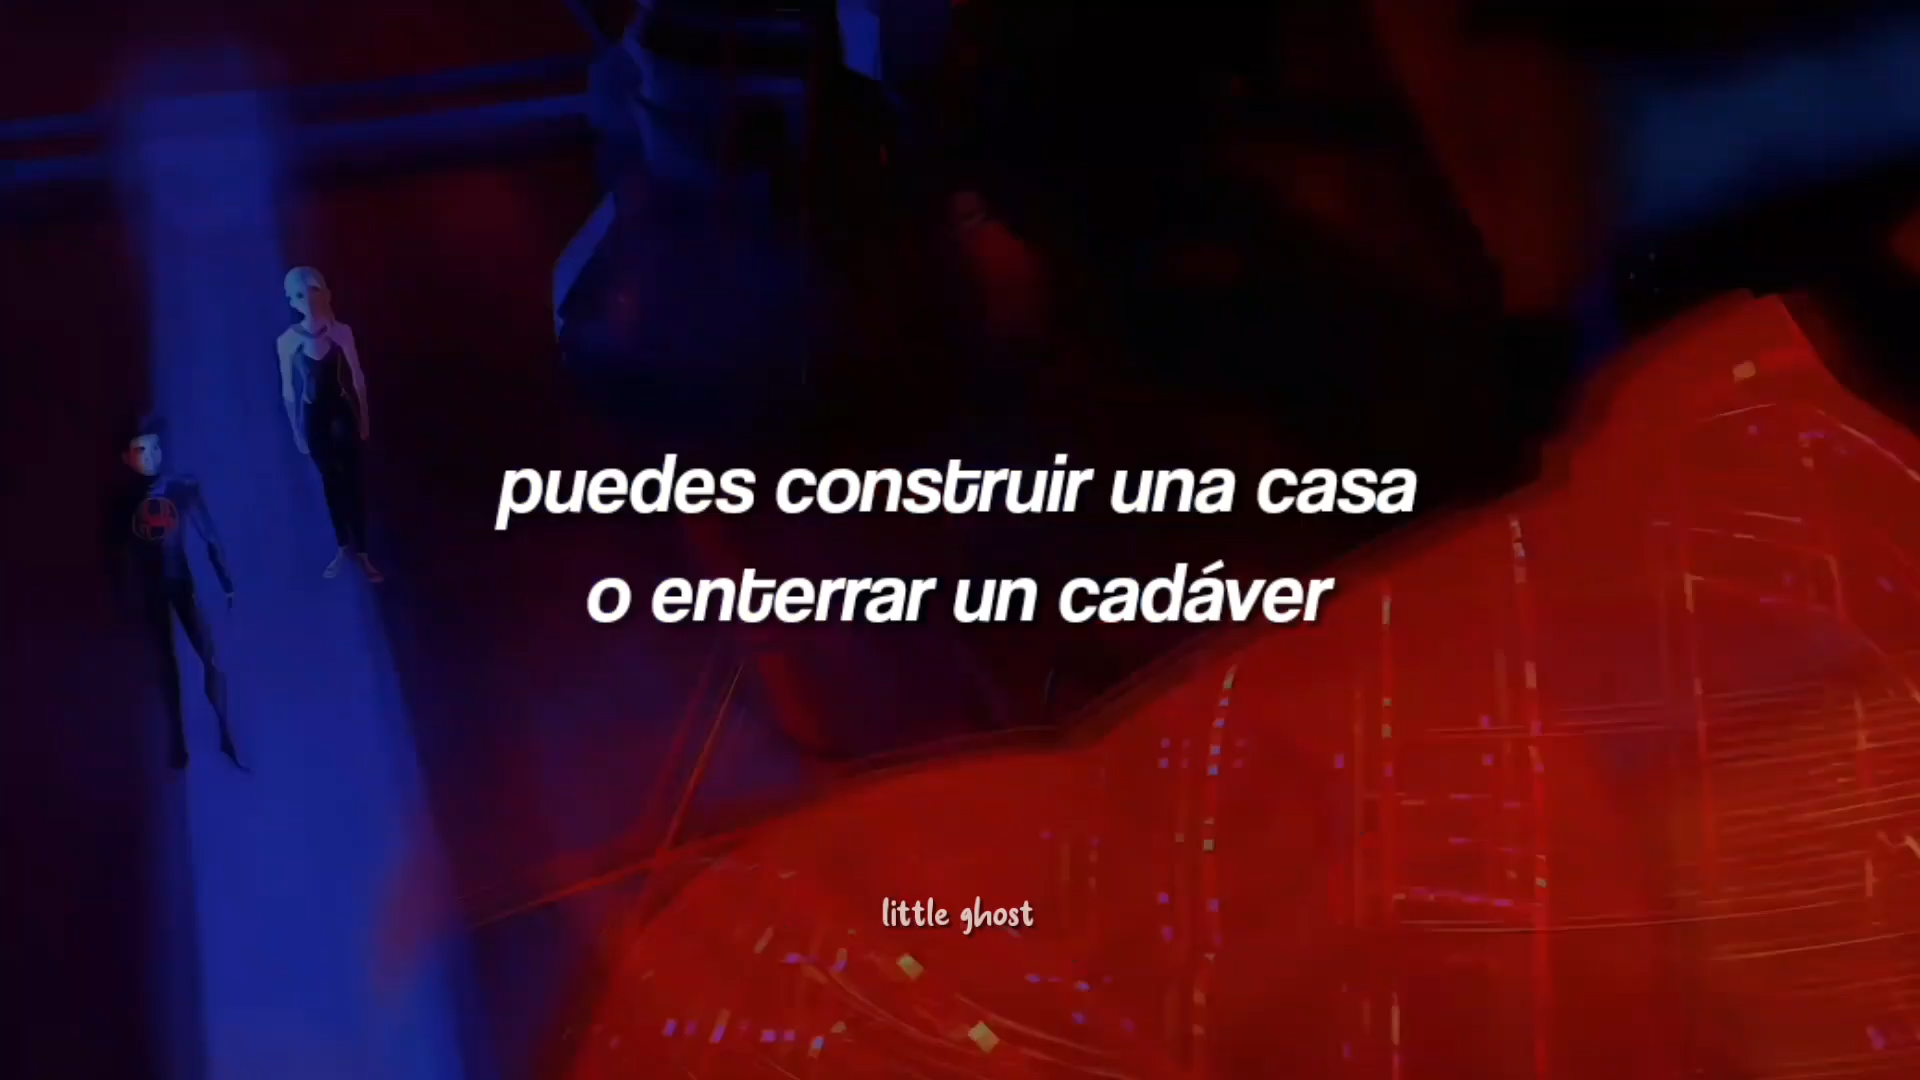 puedes construir una casa
o enterrar un cadáver
little ghost